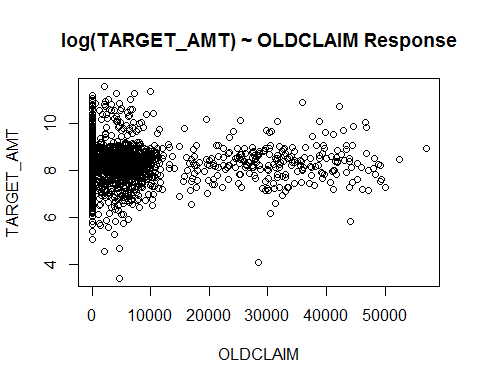 log(TARGET_AMT) ~ OLDCLAIM Response
TARGET_AMT
10
8
6
4
0 10000 20000 30000 40000 50000
OLDCLAIM